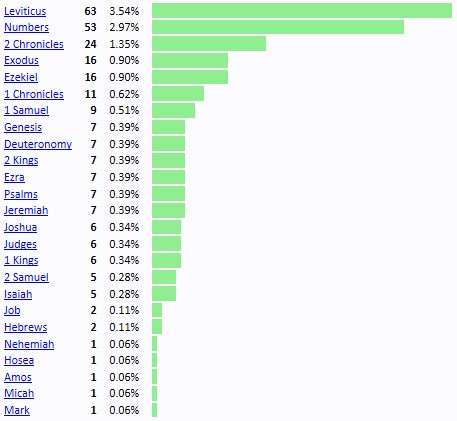 Leviticus 63 3.54%
Numbers 53 2.97%
2 Chronicles 24 1.35%
Exodus 16 0.90%
Ezekiel 16 0.90%
1 Chronicles 11 0.62%
1 Samuel 9 0.51%
Genesis 7 0.39%
Deuteronomy 7 0.39%
2 Kings 7 0.39%
Ezra 7 0.39%
Psalms 7 0.39%
Jeremiah 7 0.39%
Joshua 6 0.34%
Judges 6 0.34%
1 Kings 6 0.34%
2 Samuel 5 0.28%
Isaiah 5 0.28%
Job 2 0.11%
Hebrews 2 0.11%
Nehemiah 1 0.06%
Hosea 1 0.06%
Amos 1 0.06%
Micah 1 0.06%
Mark 1 0.06%